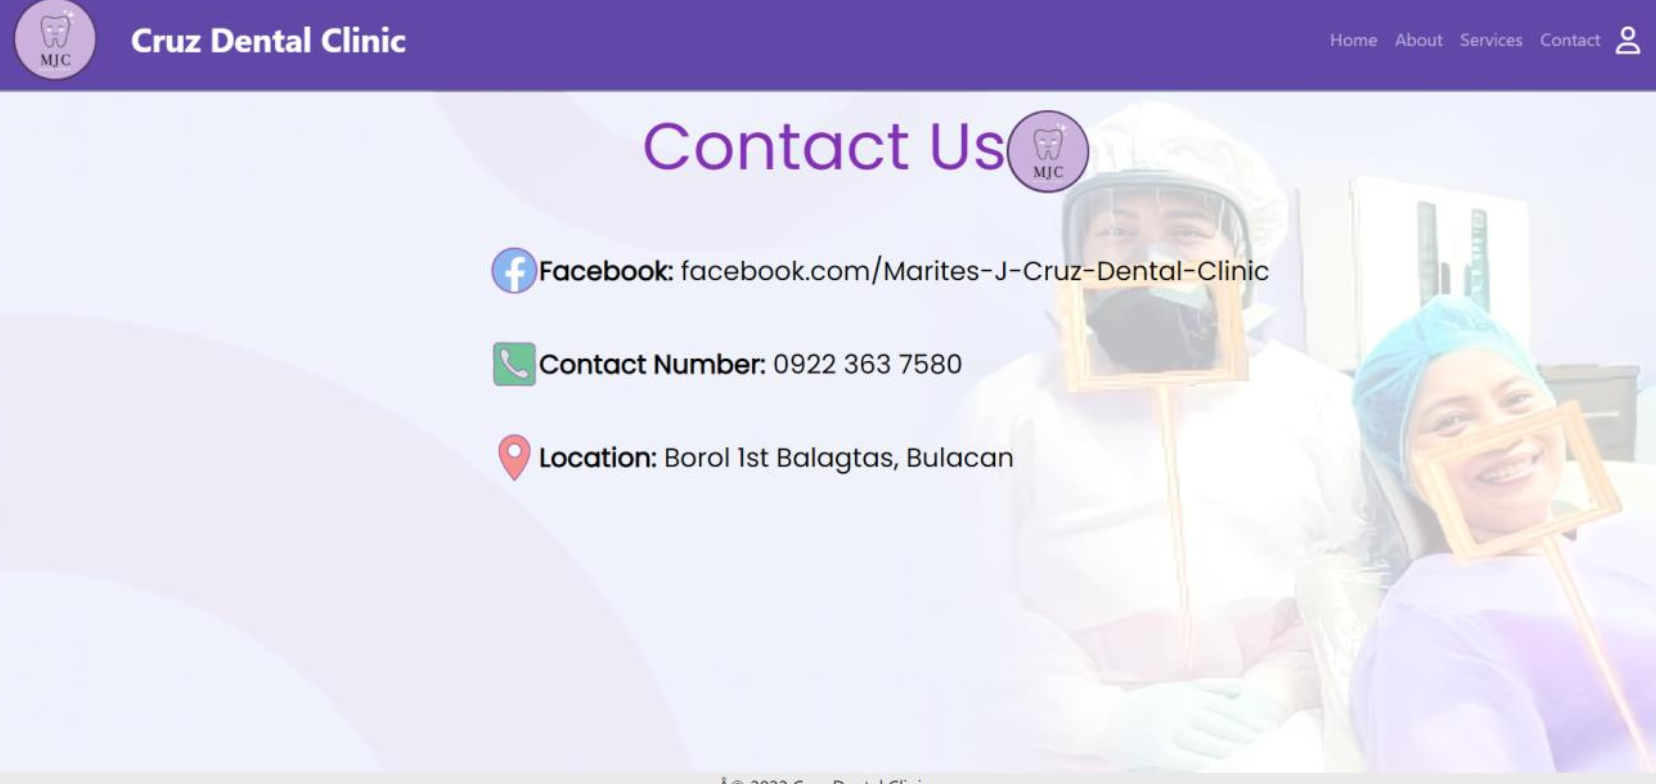 MJC
Cruz Dental Clinic
Home About Services Contact
Contact Us
MJC
Facebook: facebook.com/Marites-J-Cruz-Dental-Clinic
Contact Number: 0922 363 7580
Location: Borol 1st Balagtas, Bulacan